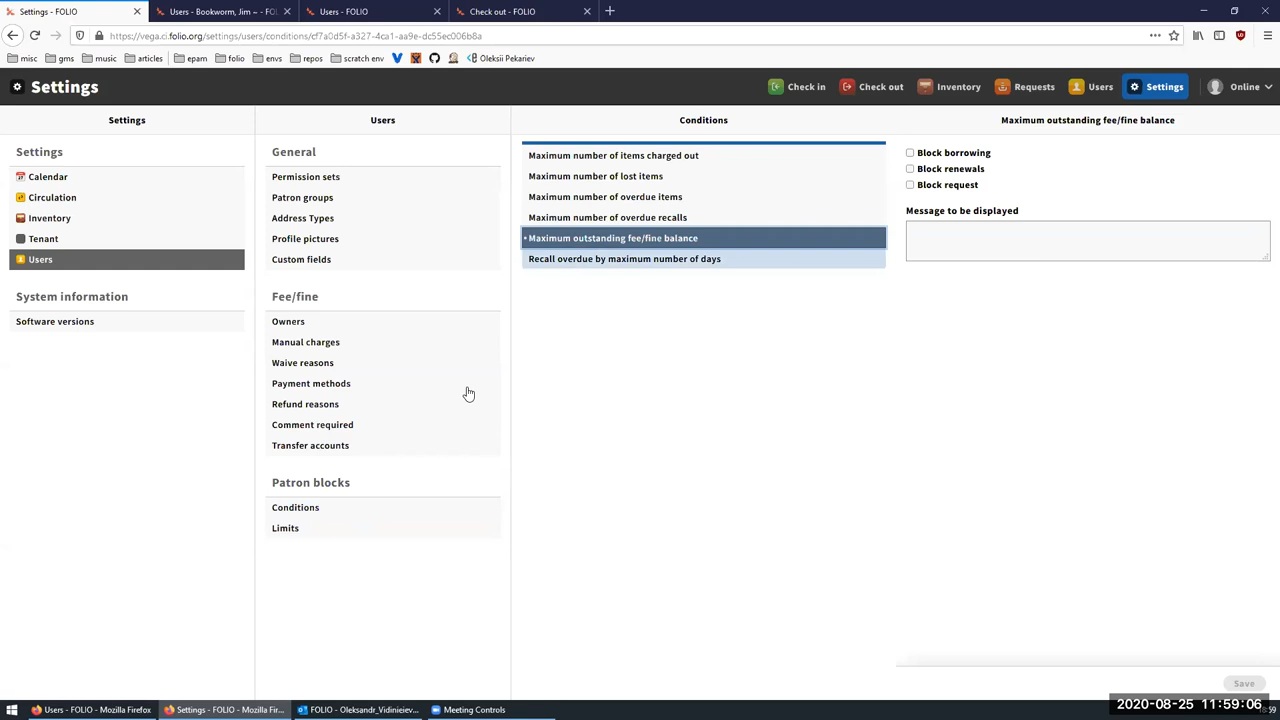 Settings - FOLIO
Users - Bookworm, Jim ~ - FOL
Users - FOLIO
Check out - FOLIO
https://vega.ci.folio.org/settings/users/conditions/cf7a0d5f-a327-4ca1-aa9e-dc55ec006b8a
misc
gms
music
articles
epam
folio
envs
repos
scratch env
Oleksii Pekariev
Settings
Check in
Check out
Inventory
Requests
Users
Settings
Online
Settings
Users
Conditions
Maximum outstanding fee/fine balance
Settings
Calendar
Circulation
Inventory
Tenant
Users
System information
Software versions
General
Permission sets
Patron groups
Address Types
Profile pictures
Custom fields
Fee/fine
Owners
Manual charges
Waive reasons
Payment methods
Refund reasons
Comment required
Transfer accounts
Patron blocks
Conditions
Limits
Maximum number of items charged out
Maximum number of lost items
Maximum number of overdue items
Maximum number of overdue recalls
• Maximum outstanding fee/fine balance
Recall overdue by maximum number of days
Block borrowing
Block renewals
Block request
Message to be displayed
Save
Users - FOLIO - Mozilla Firefox
Settings - FOLIO - Mozilla Fir...
FOLIO - Oleksandr_Vidinieiev...
Meeting Controls
2020-08-25 11:59:06